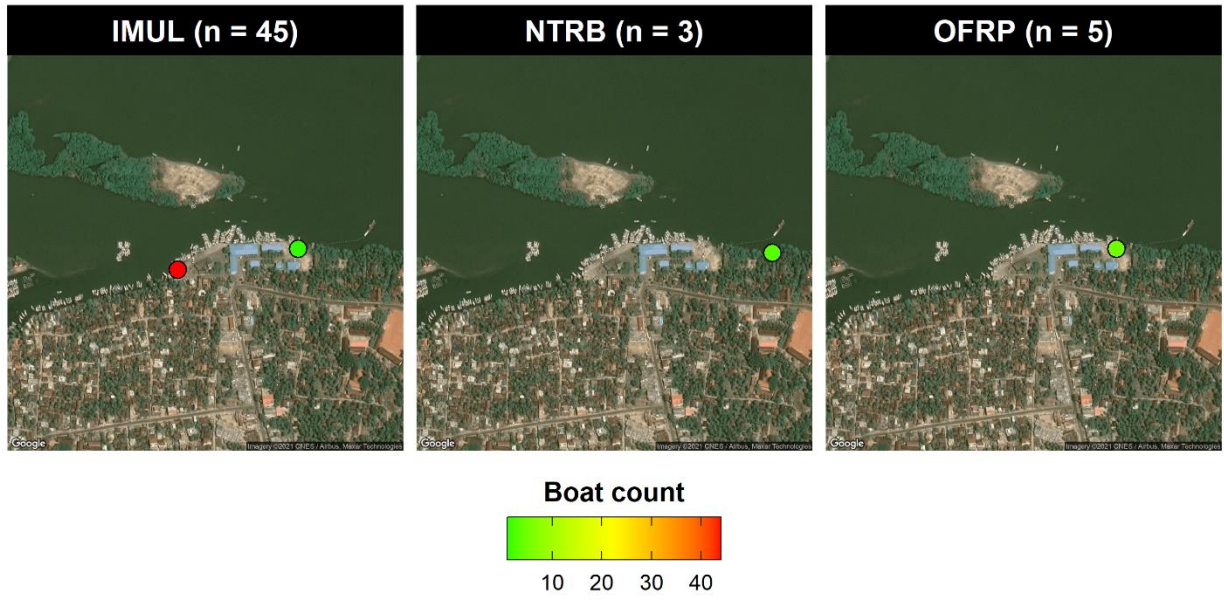 IMUL (n = 45)
NTRB (n = 3)
OFRP (n = 5)
Google
Imagery ©2021 CNES / Airbus, Maxar Technologies
Google
Imagery ©2021 CNES / Airbus, Maxar Technologies
Google
Imagery ©2021 CNES / Airbus, Maxar Technologies
Boat count
10 20 30 40